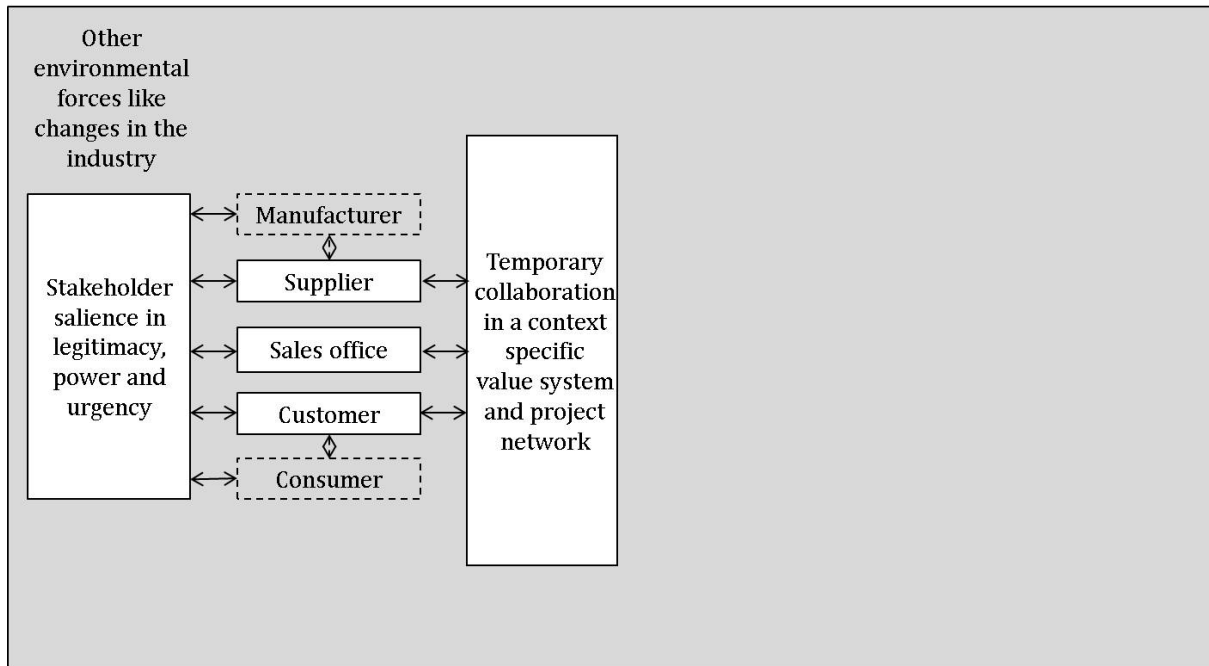 Other
environmental
forces like
changes in the
industry
Stakeholder
salience in
legitimacy,
power and
urgency
Manufacturer
Supplier
Sales office
Customer
Consumer
Temporary
collaboration
in a context
specific
value system
and project
network